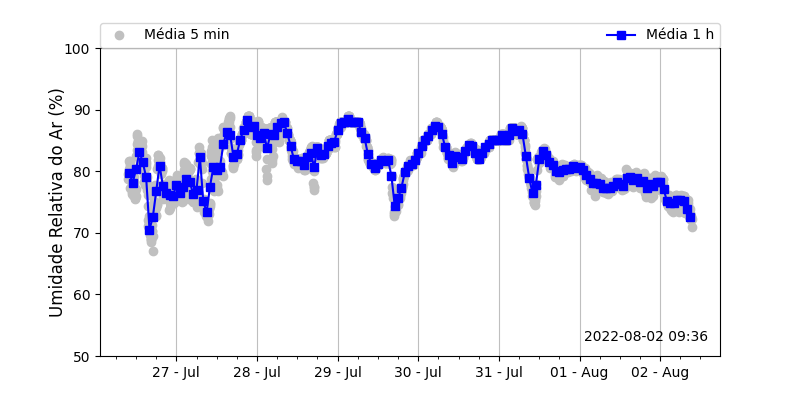 Média 5 min
Média 1 h
Umidade Relativa do Ar (%)
100
90
80
70
60
50
2022-08-02 09:36
27 - Jul
28 - Jul
29 - Jul
30 - Jul
31 - Jul
01 - Aug
02 - Aug